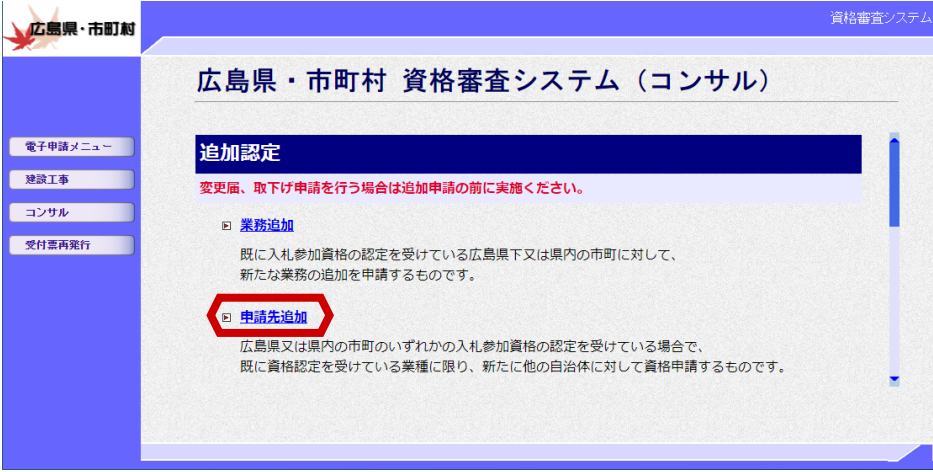 広島県・市町村
資格審査システム
広島県・市町村 資格審査システム（コンサル）
電子申請メニュー
建設工事
コンサル
受付票再発行
追加認定
変更届、取下げ申請を行う場合は追加申請の前に実施ください。
業務追加
既に入札参加資格の認定を受けている広島県下又は県内の市町に対して、
新たな業務の追加を申請するものです。
申請先追加
広島県又は県内の市町のいずれかの入札参加資格の認定を受けている場合で、
既に資格認定を受けている業種に限り、新たに他の自治体に対して資格申請するものです。